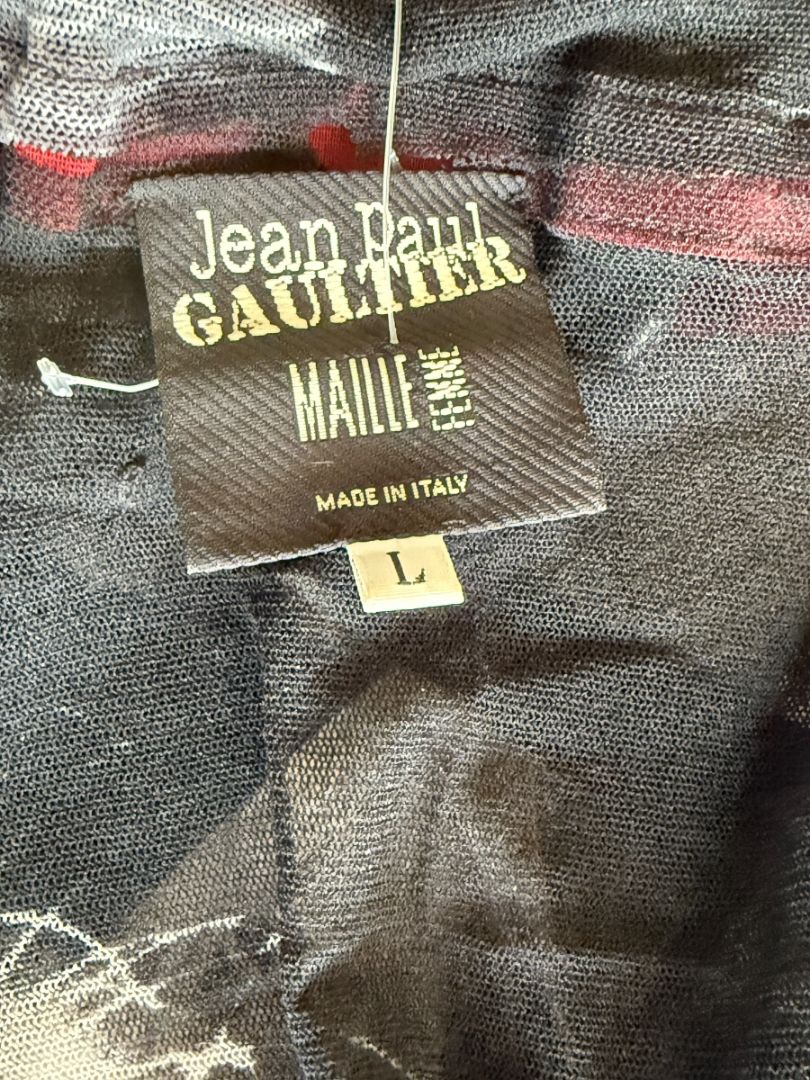 Jean Paul
GAULTIER
MAILLE FEMME
MADE IN ITALY
L